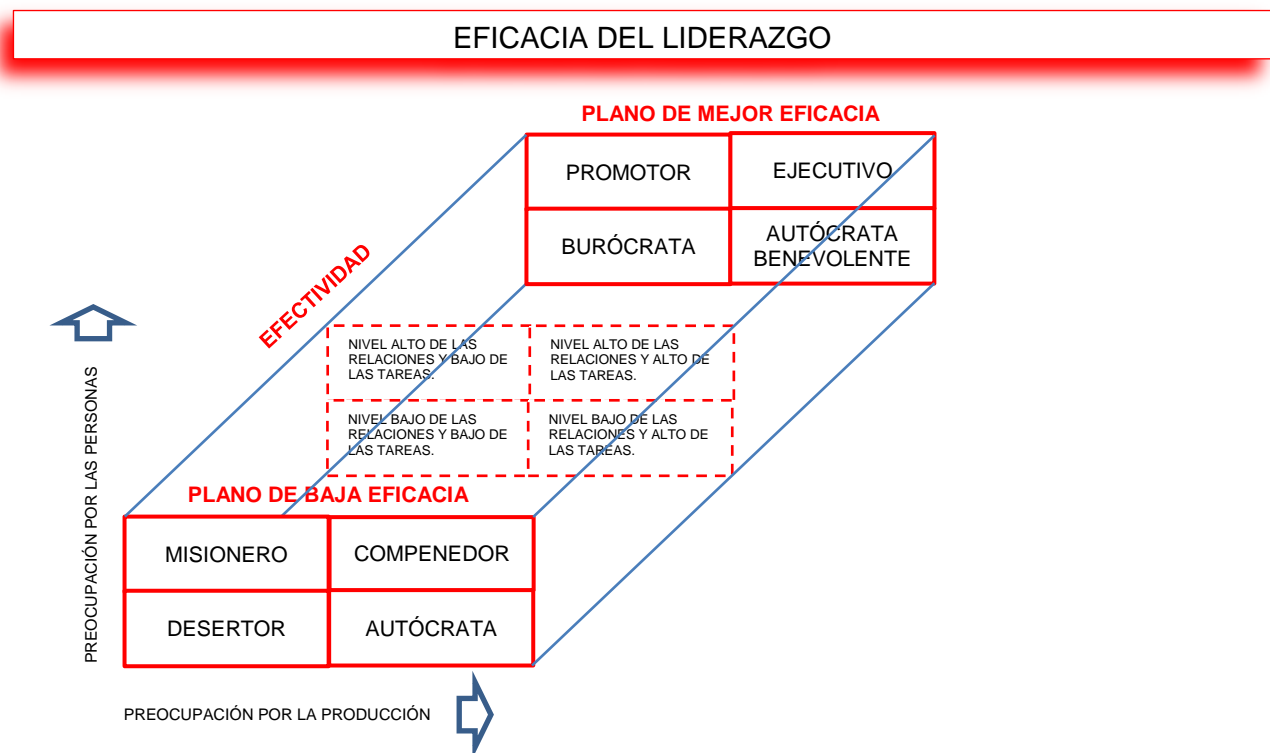 EFICACIA DEL LIDERAZGO
PLANO DE MEJOR EFICACIA
PROMOTOR
EJECUTIVO
BURÓCRATA
AUTÓCRATA
BENEVOLENTE
EFECTIVIDAD
NIVEL ALTO DE LAS
RELACIONES Y BAJO DE
LAS TAREAS.
NIVEL ALTO DE LAS
RELACIONES Y ALTO DE
LAS TAREAS.
NIVEL BAJO DE LAS
RELACIONES Y BAJO DE
LAS TAREAS.
NIVEL BAJO DE LAS
RELACIONES Y ALTO DE
LAS TAREAS.
PREOCUPACIÓN POR LAS PERSONAS
PLANO DE BAJA EFICACIA
MISIONERO
COMPENEDOR
DESERTOR
AUTÓCRATA
PREOCUPACIÓN POR LA PRODUCCIÓN